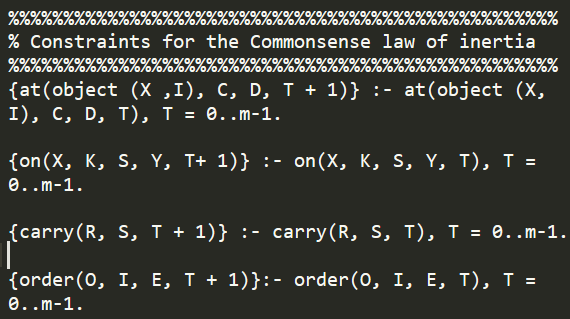 %%%%%%%%%%%%%%%%%%%%%%%%%%%%%%%%%%%%%%%%%%%%%%%%%%
% Constraints for the Commonsense law of inertia
%%%%%%%%%%%%%%%%%%%%%%%%%%%%%%%%%%%%%%%%%%%%%%%%%%
{at(object (X ,I), C, D, T + 1)} :- at(object (X,
I), C, D, T), T = 0..m-1.
{on(X, K, S, Y, T+ 1)} :- on(X, K, S, Y, T), T =
0..m-1.
{carry(R, S, T + 1)} :- carry(R, S, T), T = 0..m-1.
{order(O, I, E, T + 1)}:- order(O, I, E, T), T =
0..m-1.